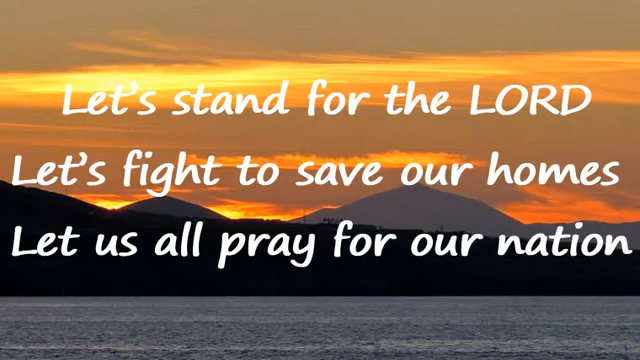 Let's stand for the LORD
Let's fight to save our homes
Let us all pray for our nation